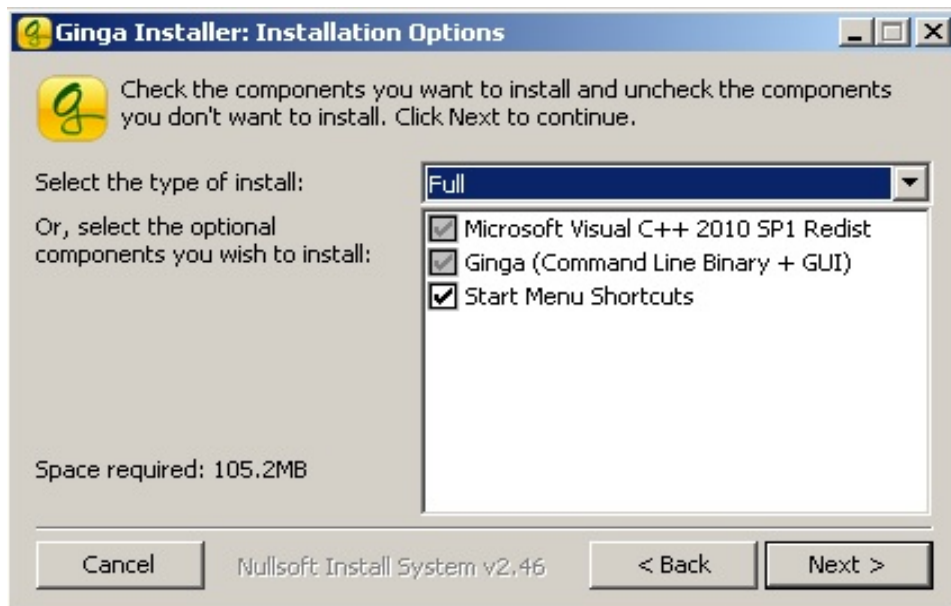 Ginga Installer: Installation Options
Check the components you want to install and uncheck the components
you don't want to install. Click Next to continue.
Select the type of install:
Full
Or, select the optional
components you wish to install:
Microsoft Visual C++ 2010 SP1 Redist
Ginga (Command Line Binary + GUI)
Start Menu Shortcuts
Space required: 105.2MB
Cancel
Nullsoft Install System v2.46
< Back
Next >